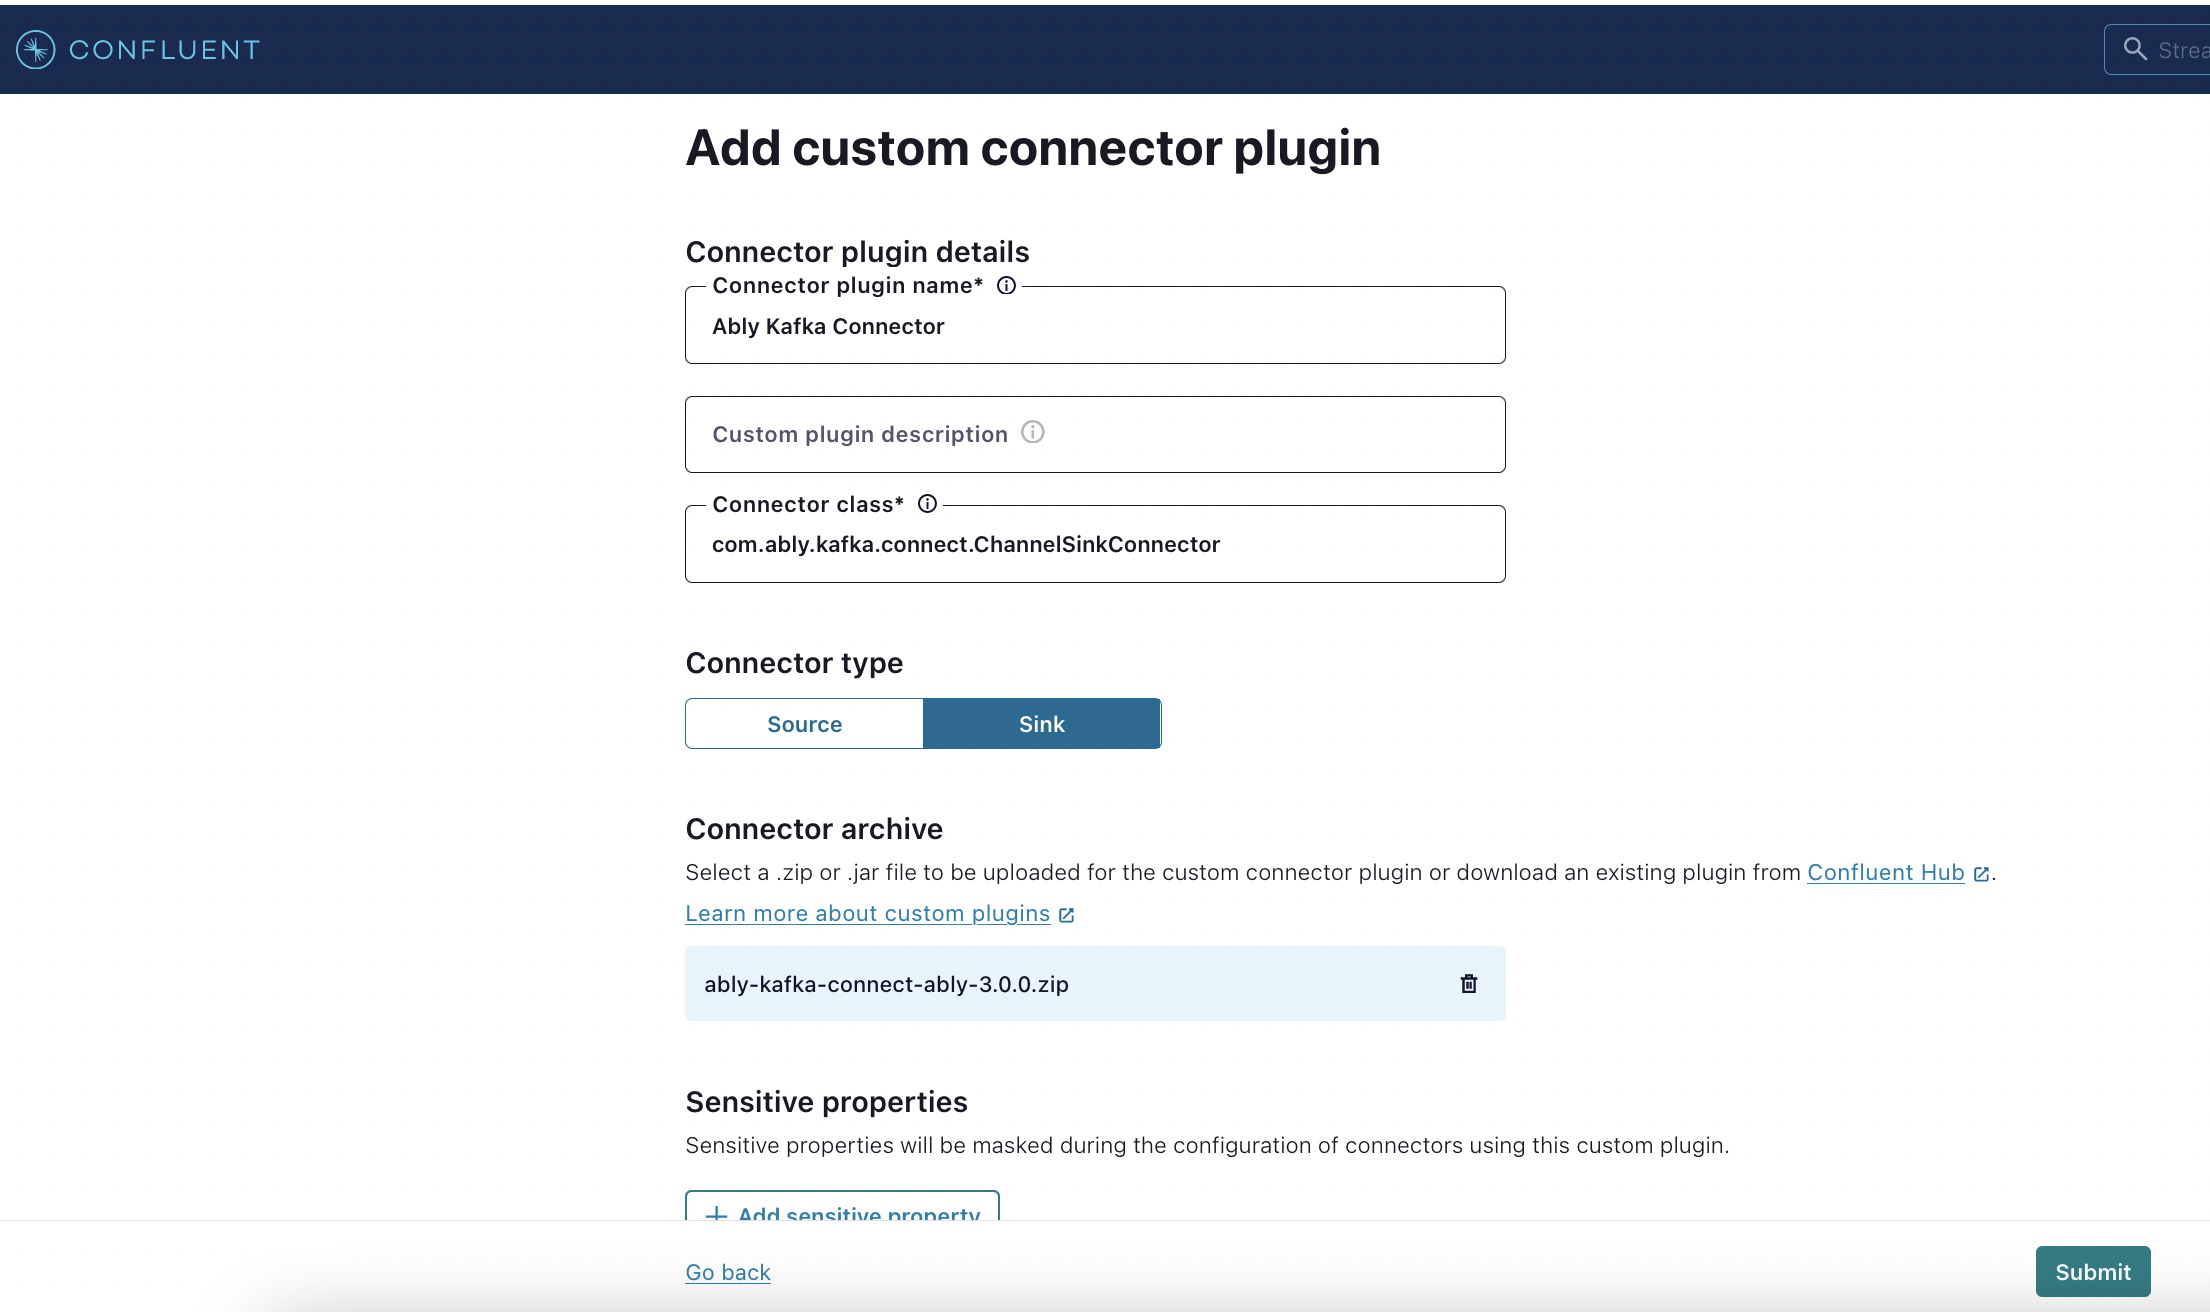 CONFLUENT
Strea
Add custom connector plugin
Connector plugin details
Connector plugin name*
Ably Kafka Connector
Custom plugin description
Connector class*
com.ably.kafka.connect.ChannelSinkConnector
Connector type
Source Sink
Connector archive
Select a .zip or .jar file to be uploaded for the custom connector plugin or download an existing plugin from Confluent Hub .
Learn more about custom plugins
ably-kafka-connect-ably-3.0.0.zip
Sensitive properties
Sensitive properties will be masked during the configuration of connectors using this custom plugin.
+ Add sensitive property
Go back
Submit